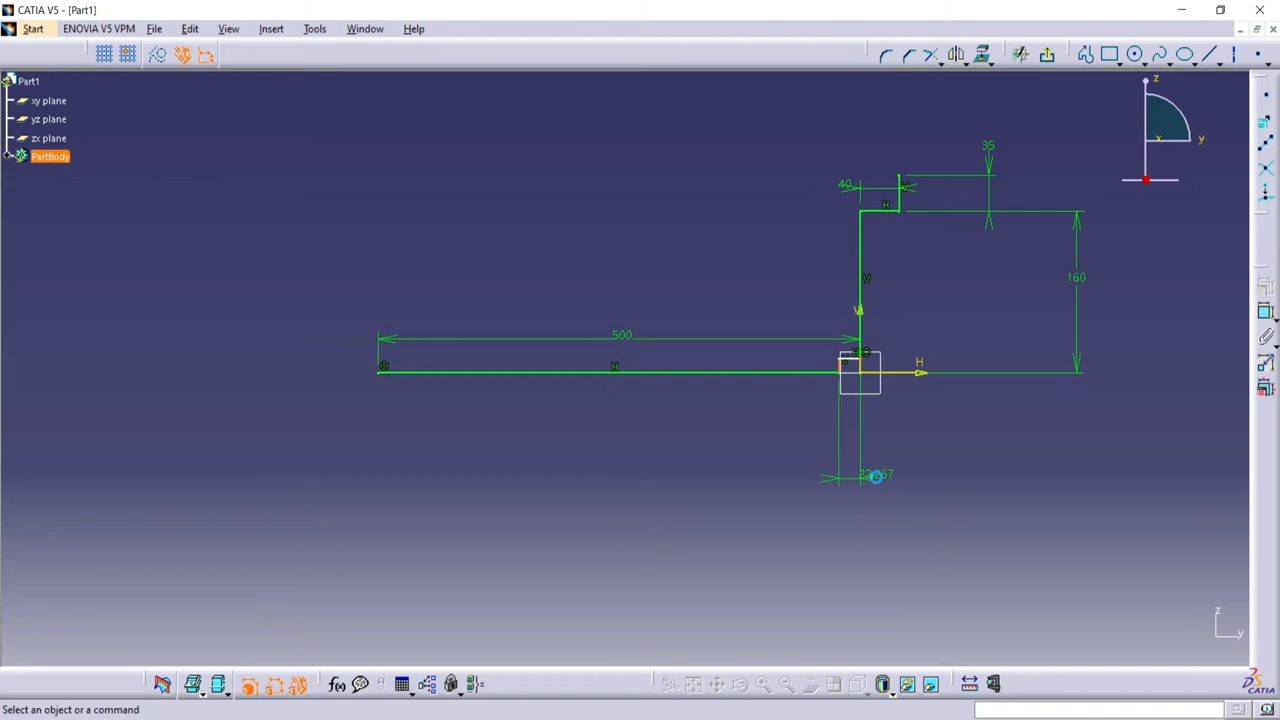 CATIA V5 - [Part1]
Start ENOVIA V5 VPM File Edit View Insert Tools Window Help
Part1
xy plane
yz plane
zx plane
PartBody
z
x
y
35
40
H
V
160
V
500
H
H
H
z
y
f(x)
CATIA
Select an object or a command